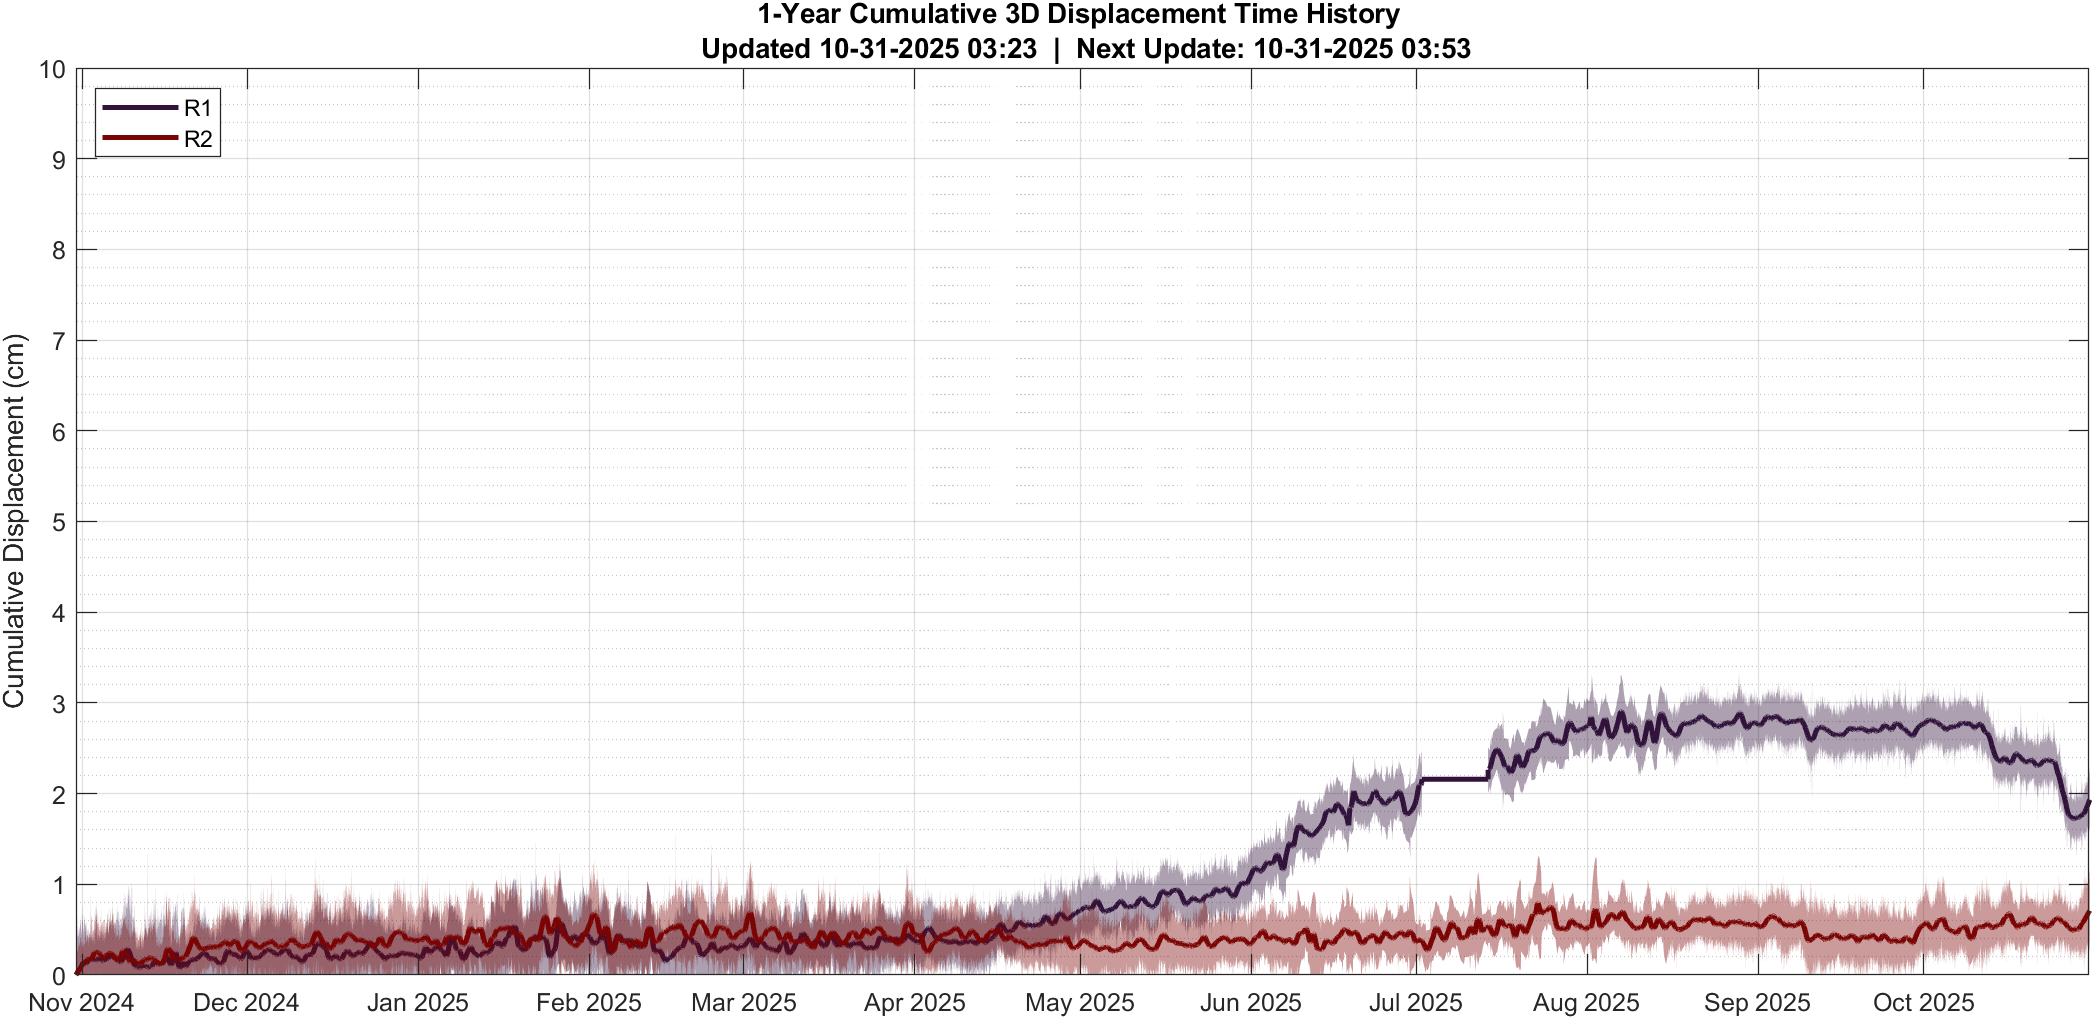 1-Year Cumulative 3D Displacement Time History
Updated 10-31-2025 03:23 | Next Update: 10-31-2025 03:53
R1
R2
Cumulative Displacement (cm)
10
9
8
7
6
5
4
3
2
1
0
Nov 2024 Dec 2024 Jan 2025 Feb 2025 Mar 2025 Apr 2025 May 2025 Jun 2025 Jul 2025 Aug 2025 Sep 2025 Oct 2025